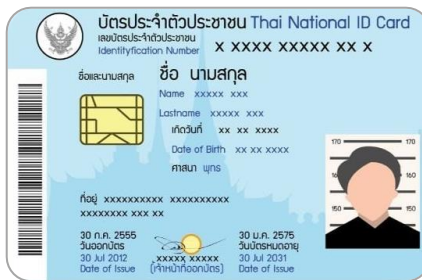 บัตรประจำตัวประชาชน Thai National ID Card
เลขบัตรประจำตัวประชาชน
Identityfication Number X XXXX XXXXX XX X
ชื่อและนามสกุล ชื่อ นามสกุล
Name xxxxx xxx
Lastname xxxxx xxx
เกิดวันที่ xx xx xxxx
Date of Birth xx xx xxxx
ศาสนา พุทธ
ที่อยู่ xxxxxxxxxx xxxxxxxxxx
xxxxxxxx xxx xx
30 ก.ค. 2555 30 ม.ค. 2575
วันออกบัตร วันบัตรหมดอายุ
30 Jul 2012 xxxxx xxxxx 30 Jul 2031
Date of Issue (เจ้าหน้าที่ออกบัตร) Date of Issue
170 170
160 160
150 150